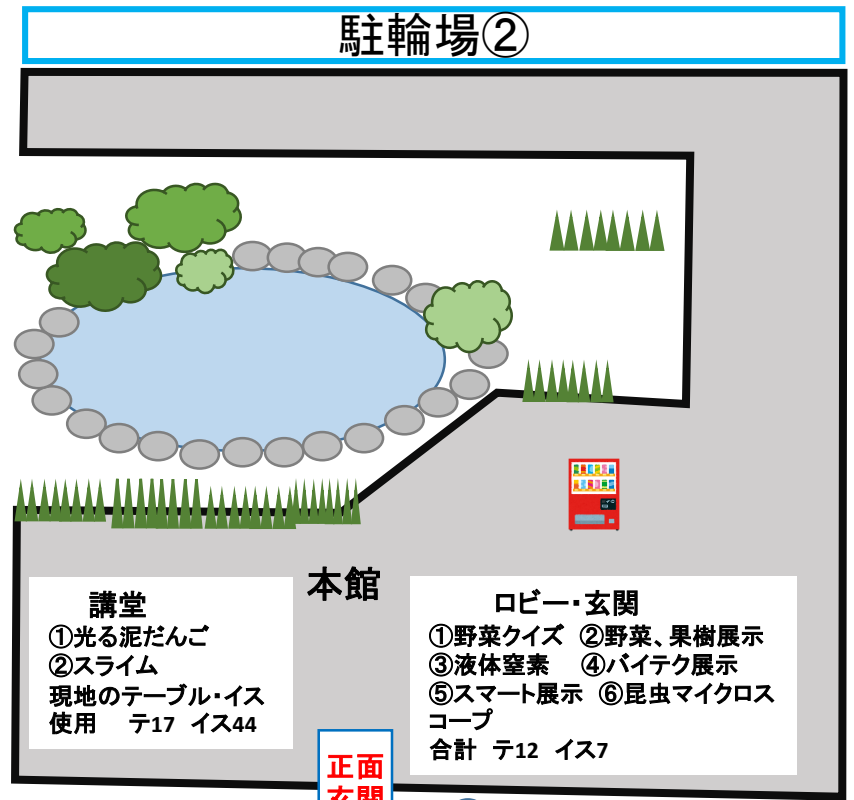 駐輪場②
本館
講堂
①光る泥だんご
②スライム
現地のテーブル・イス
使用 テ17 イス44
ロビー・玄関
①野菜クイズ ②野菜、果樹展示
③液体窒素 ④バイテク展示
⑤スマート展示 ⑥昆虫マイクロス
コープ
合計 テ12 イス7
正面
玄関